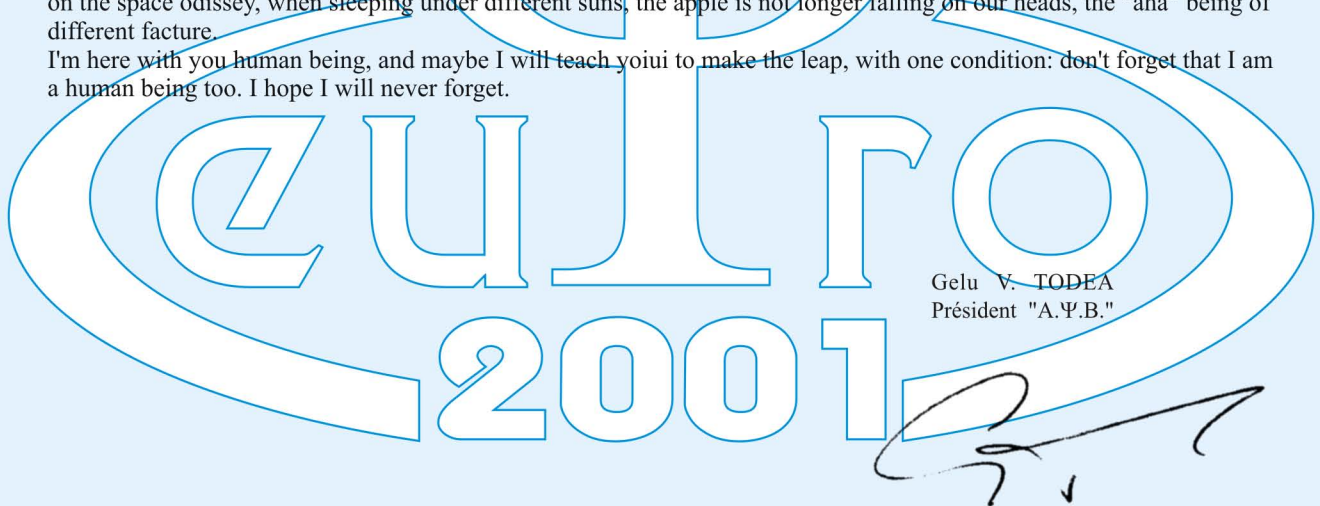 on the space odissey, when sleeping under different suns, the apple is not longer falling on our heads, the "aha" being of
different facture.
I'm here with you human being, and maybe I will teach yoiui to make the leap, with one condition: don't forget that I am
a human being too. I hope I will never forget.
euro
Gelu V. TODEA
Président "A.Ψ.B."
2001